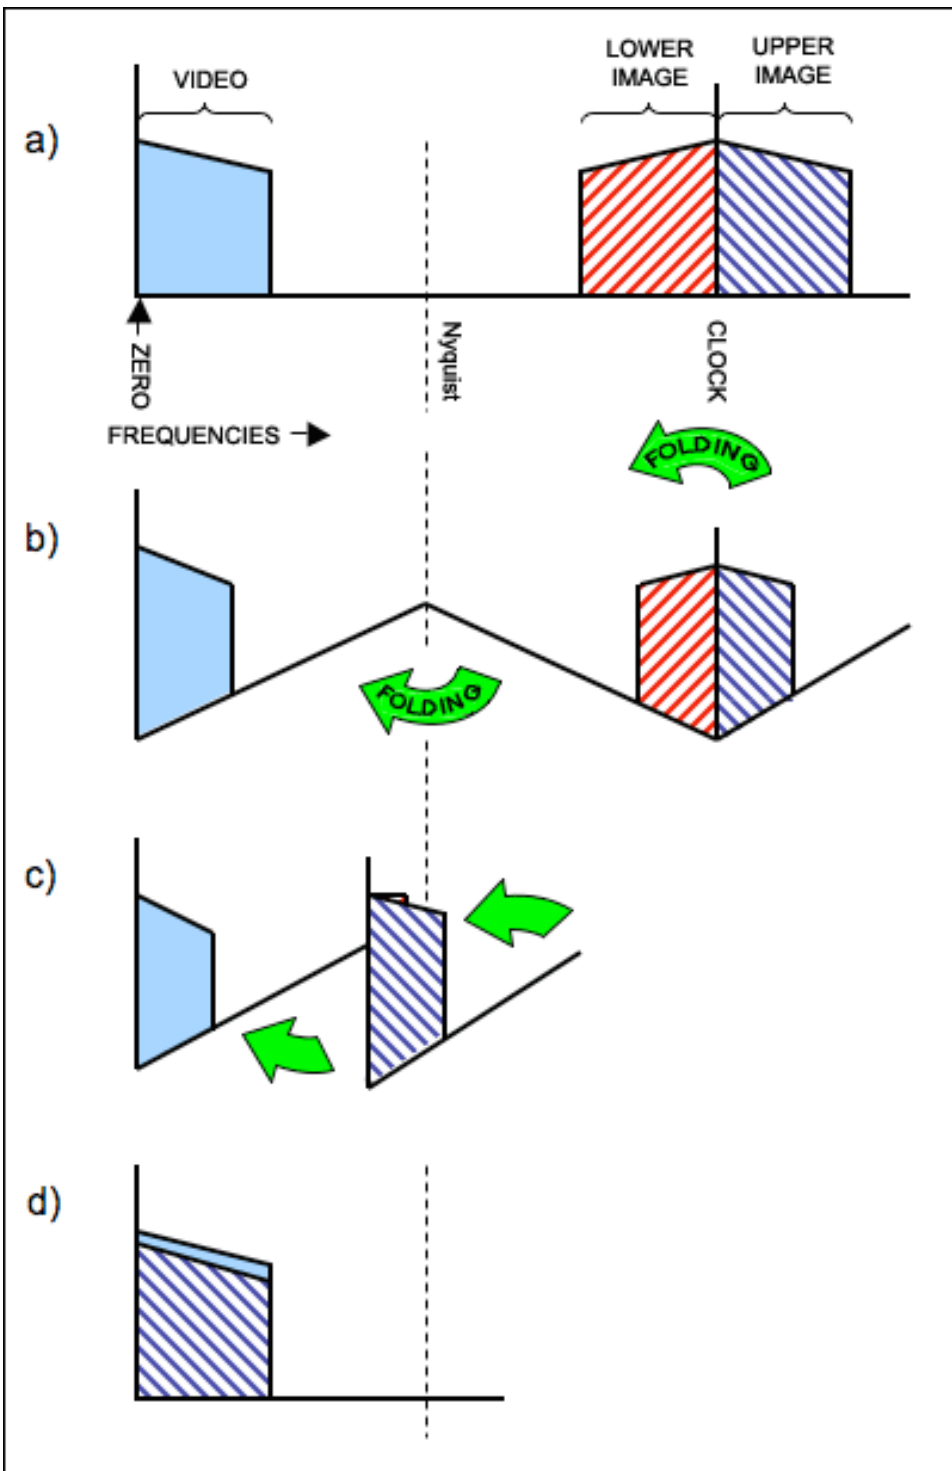 VIDEO
LOWER
IMAGE
UPPER
IMAGE
a)
ZERO
Nyquist
CLOCK
FREQUENCIES
FOLDING
b)
FOLDING
c)
d)